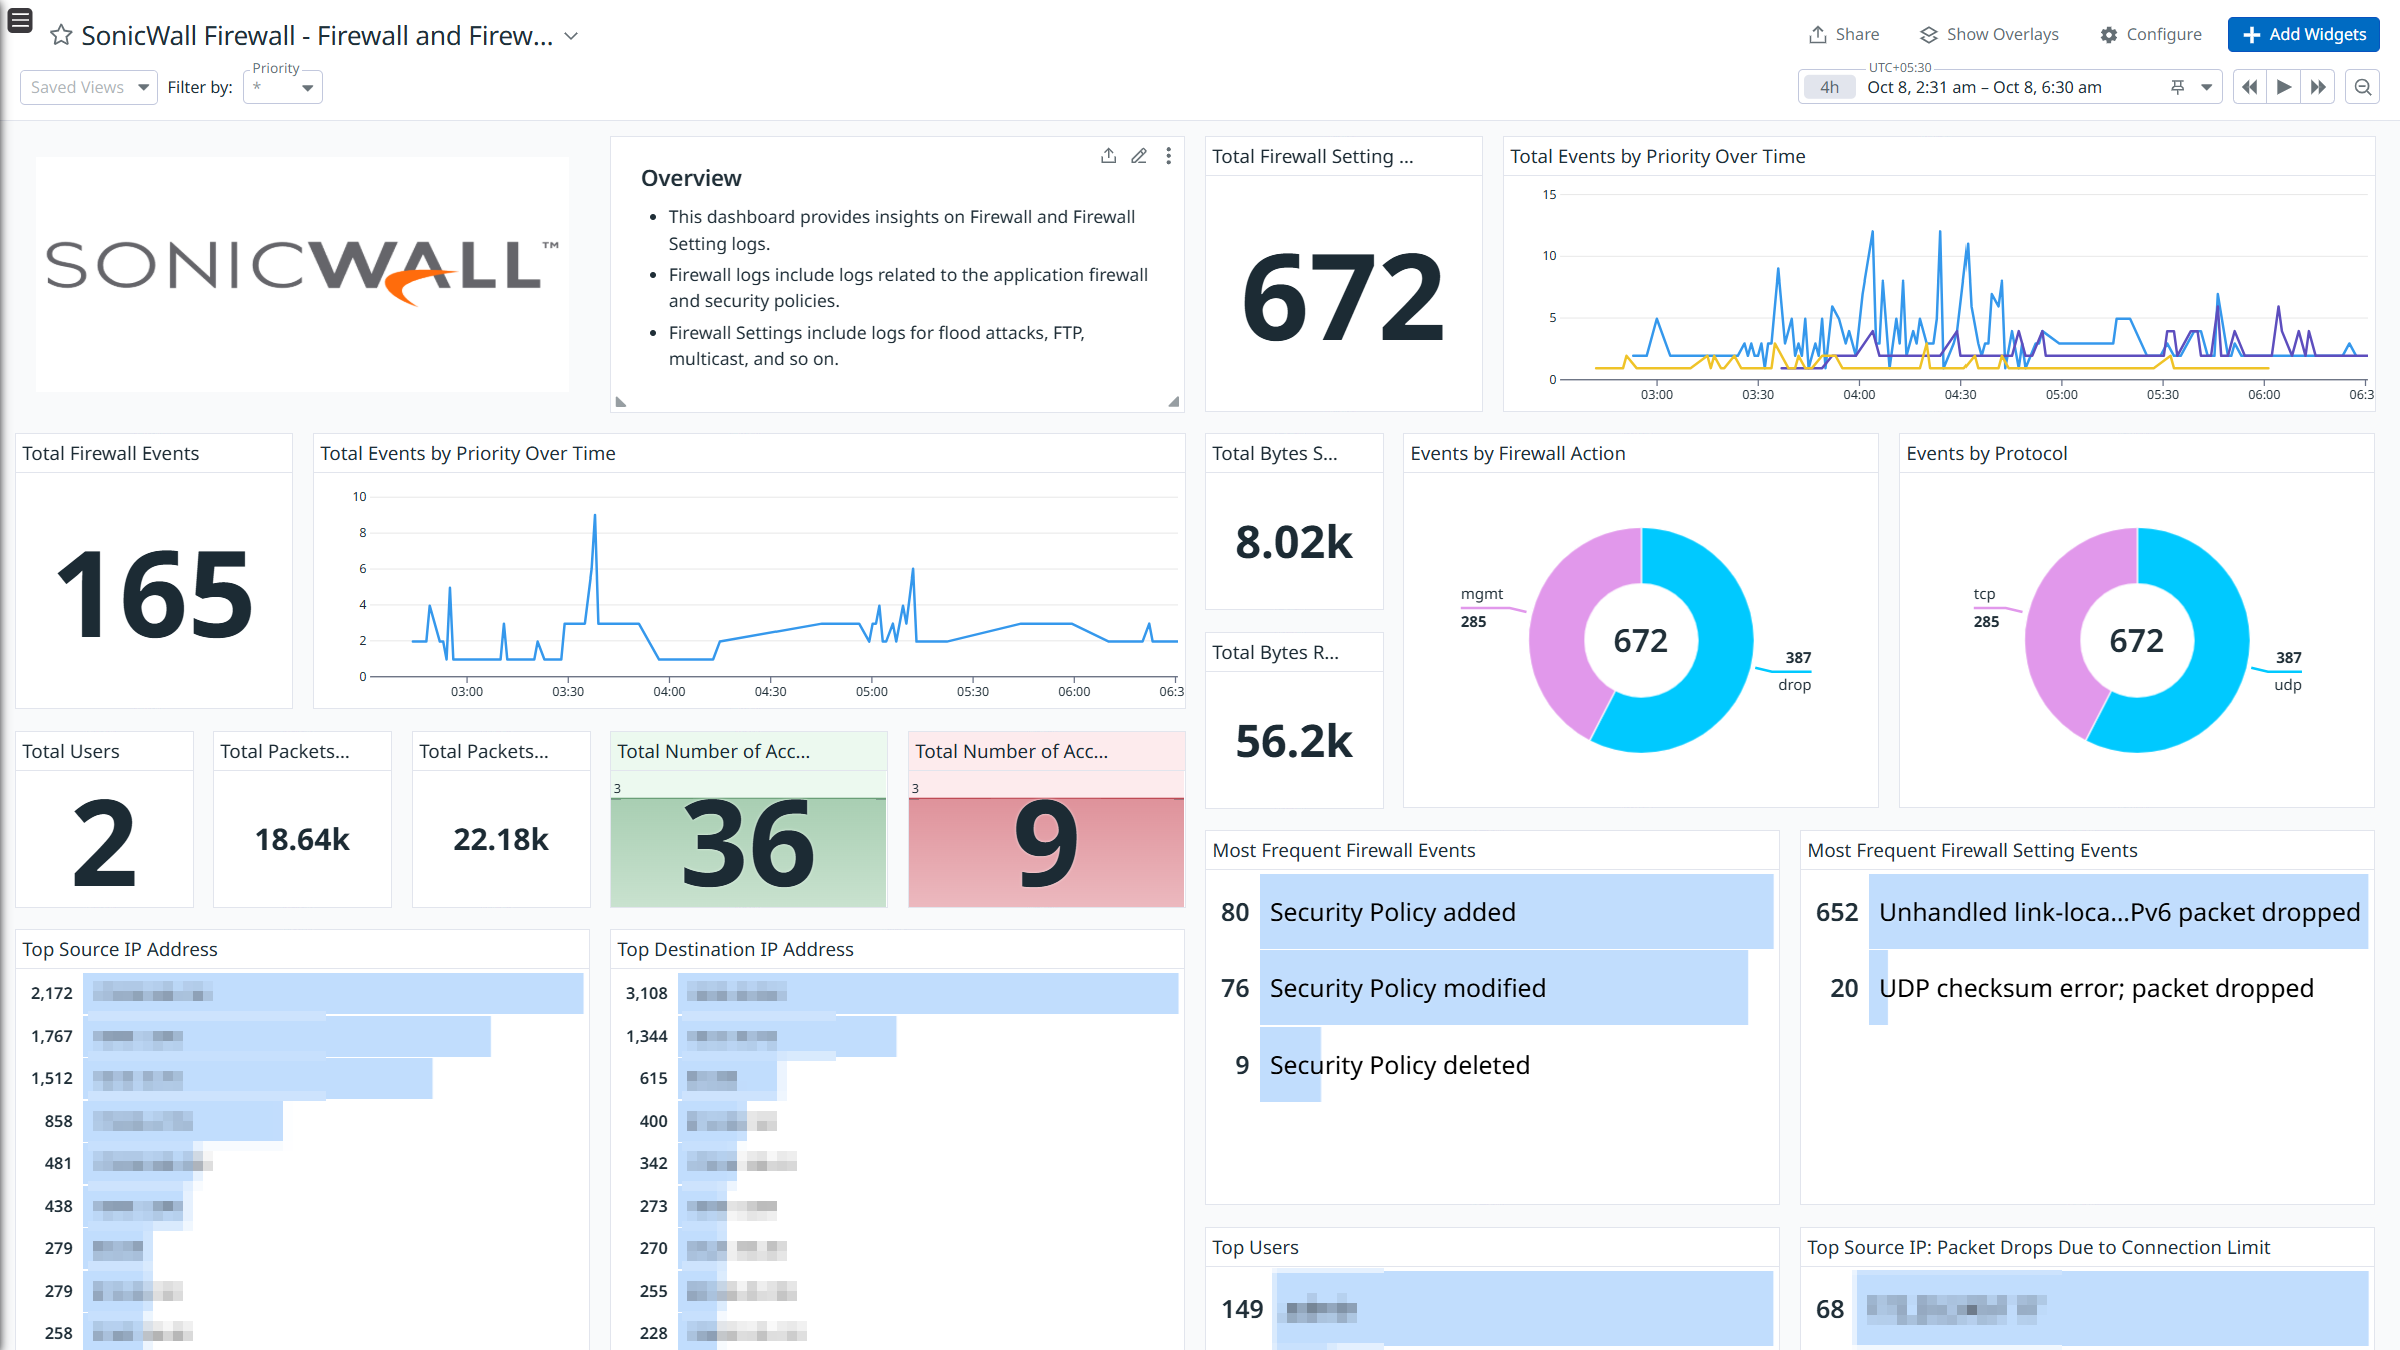 SonicWall Firewall - Firewall and Firew...
Share
Show Overlays
Configure
Add Widgets
Saved Views
Filter by:
Priority
*
UTC+05:30
4h
Oct 8, 2:31 am – Oct 8, 6:30 am
SONICWALL™
Overview
This dashboard provides insights on Firewall and Firewall
Setting logs.
Firewall logs include logs related to the application firewall
and security policies.
Firewall Settings include logs for flood attacks, FTP,
multicast, and so on.
Total Firewall Setting ...
672
Total Events by Priority Over Time
15
10
5
0
03:00 03:30 04:00 04:30 05:00 05:30 06:00 06:3
Total Firewall Events
165
Total Events by Priority Over Time
10
8
6
4
2
0
03:00 03:30 04:00 04:30 05:00 05:30 06:00 06:3
Total Bytes S...
8.02k
Total Bytes R...
56.2k
Events by Firewall Action
mgmt
285
672
387
drop
Events by Protocol
tcp
285
672
387
udp
Total Users
2
Total Packets...
18.64k
Total Packets...
22.18k
Total Number of Acc...
3
36
Total Number of Acc...
3
9
Most Frequent Firewall Events
80 Security Policy added
76 Security Policy modified
9 Security Policy deleted
Most Frequent Firewall Setting Events
652 Unhandled link-loca...Pv6 packet dropped
20 UDP checksum error; packet dropped
Top Source IP Address
2,172
1,767
1,512
858
481
438
279
279
258
Top Destination IP Address
3,108
1,344
615
400
342
273
270
255
228
Top Users
149
Top Source IP: Packet Drops Due to Connection Limit
68